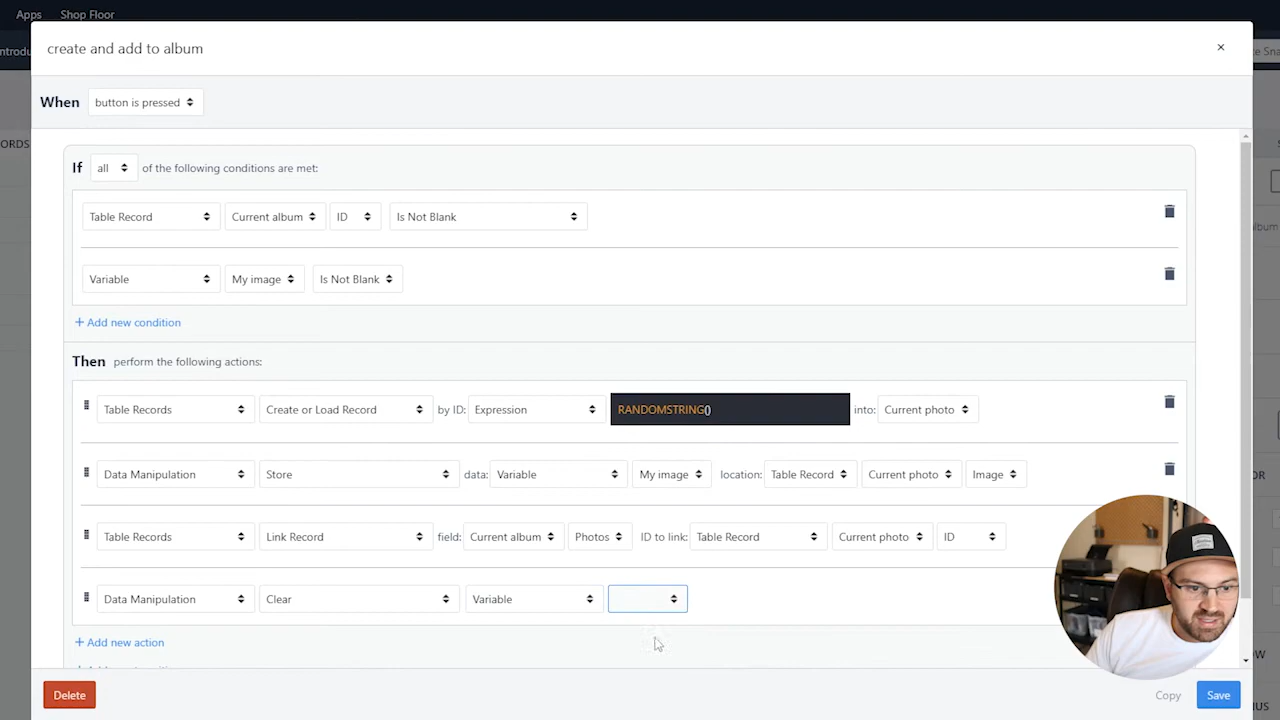 Apps Shop Floor
create and add to album ×
When button is pressed
If all of the following conditions are met:
Table Record Current album ID Is Not Blank
Variable My image Is Not Blank
+ Add new condition
Then perform the following actions:
Table Records Create or Load Record by ID: Expression RANDOMSTRING() into: Current photo
Data Manipulation Store data: Variable My image location: Table Record Current photo Image
Table Records Link Record field: Current album Photos ID to link: Table Record Current photo ID
Data Manipulation Clear Variable
+ Add new action
Delete Copy Save